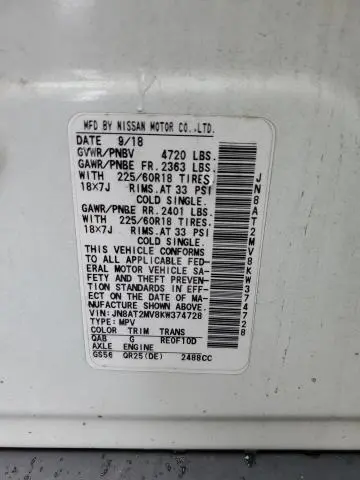 MFD BY NISSAN MOTOR CO.,LTD.
DATE 9/18
GVWR/PNBV 4720 LBS.
GAWR/PNBE FR. 2363 LBS.
WITH 225/60R18 TIRES
18×7J RIMS.AT 33 PSI
COLD SINGLE.
GAWR/PNBE RR. 2401 LBS.
WITH 225/60R18 TIRES
18×7J RIMS.AT 33 PSI
COLD SINGLE.
THIS VEHICLE CONFORMS
TO ALL APPLICABLE FED-
ERAL MOTOR VEHICLE SA-
FETY AND THEFT PREVENTION
STANDARDS IN EFF-
ECT ON THE DATE OF MA-
NUFACTURE SHOWN
ABOVE.
VIN: JN8AT2MV8KW374728
TYPE: MPV
COLOR TRIM TRANS
QAB G RE0F10D
AXLE ENGINE
GS56 QR25(DE) 2488CC
JN8AT2MV8KW374728